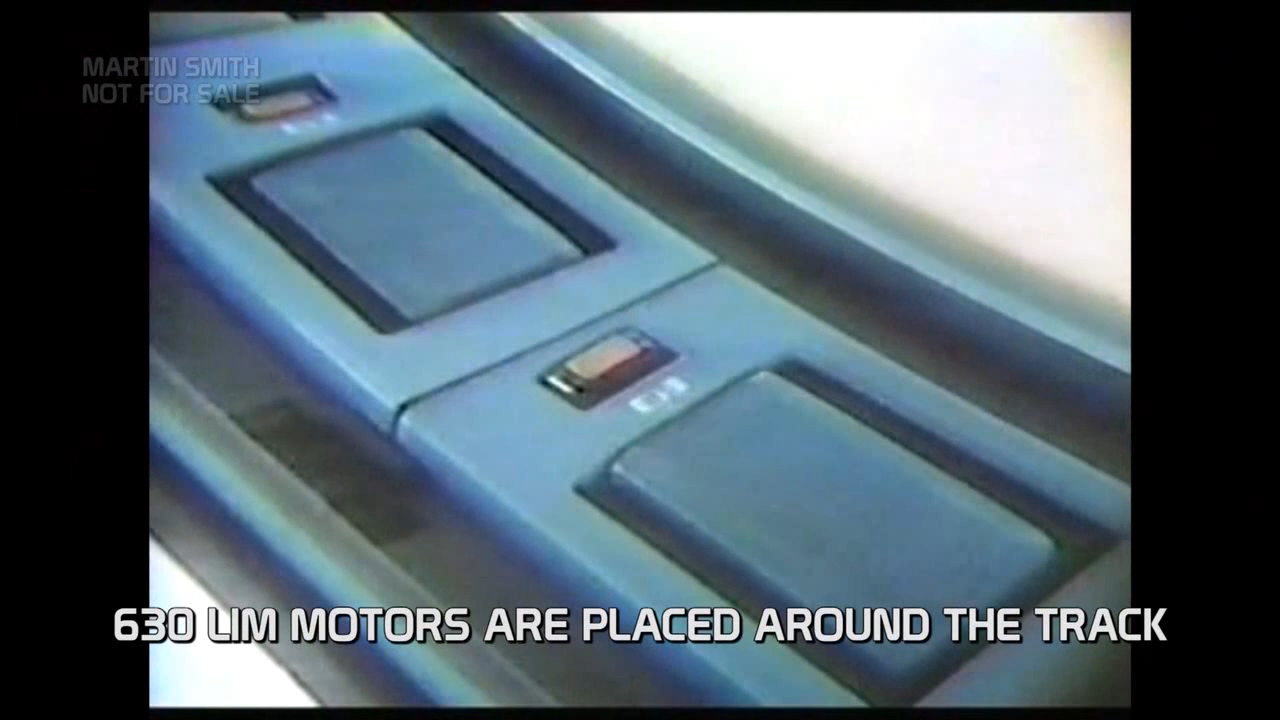 MARTIN SMITH
NOT FOR SALE
630 LIM MOTORS ARE PLACED AROUND THE TRACK